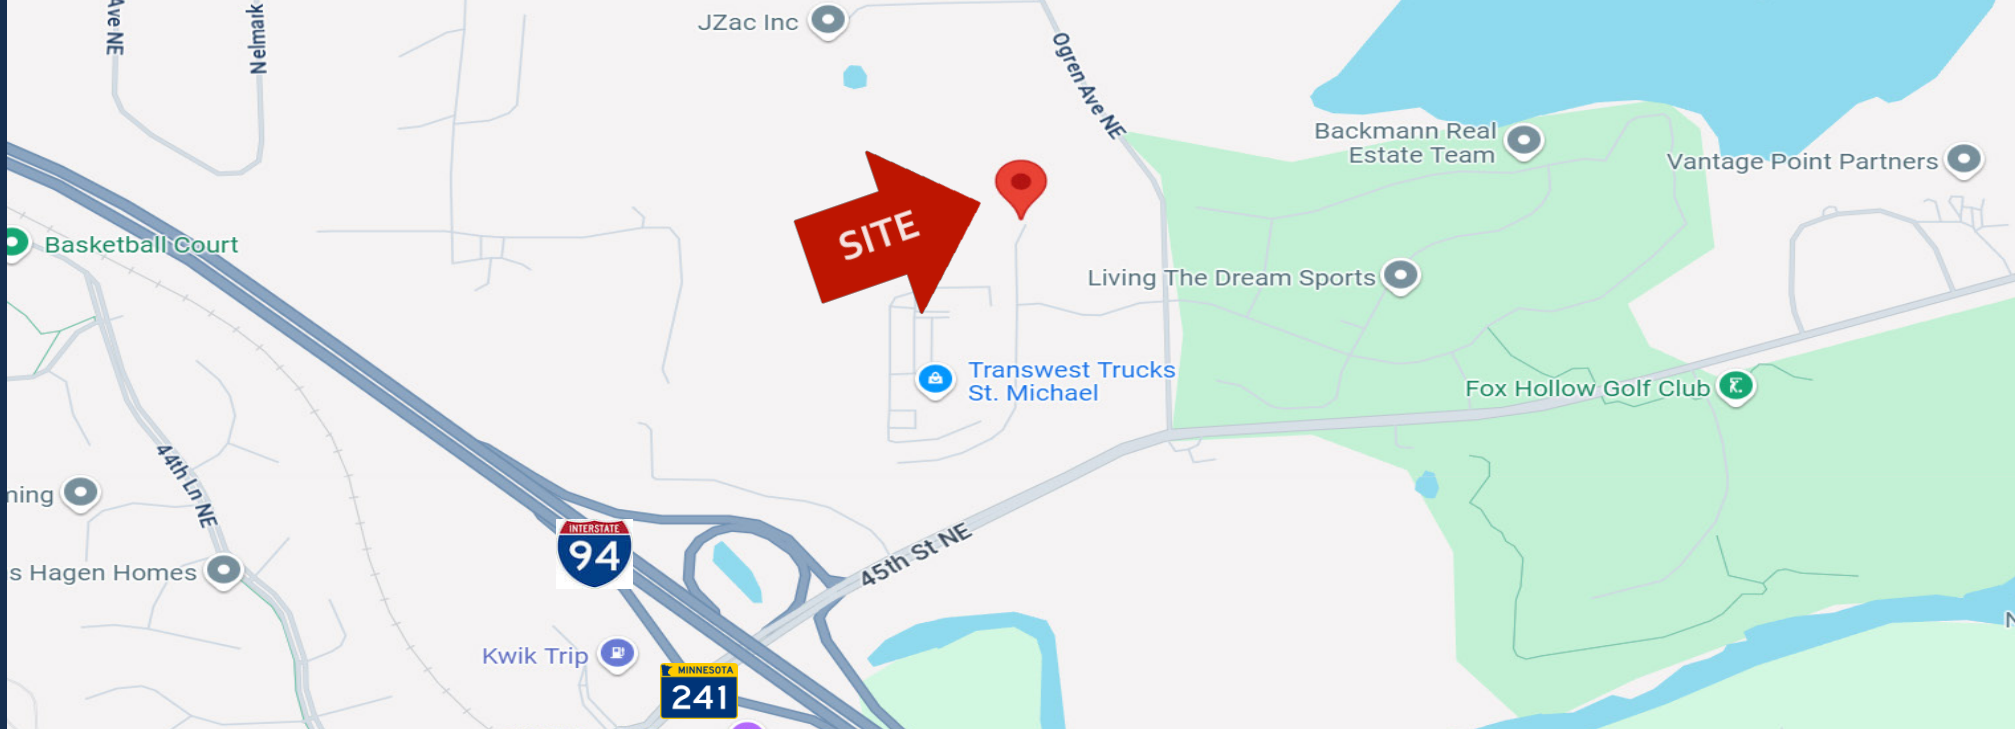 Ave NE
Nelmark
JZac Inc
Ogren Ave NE
Backmann Real
Estate Team
Vantage Point Partners
SITE
Basketball Court
Living The Dream Sports
Transwest Trucks
St. Michael
Fox Hollow Golf Club
44th Ln NE
INTERSTATE
94
45th St NE
Hagen Homes
Kwik Trip
MINNESOTA
241